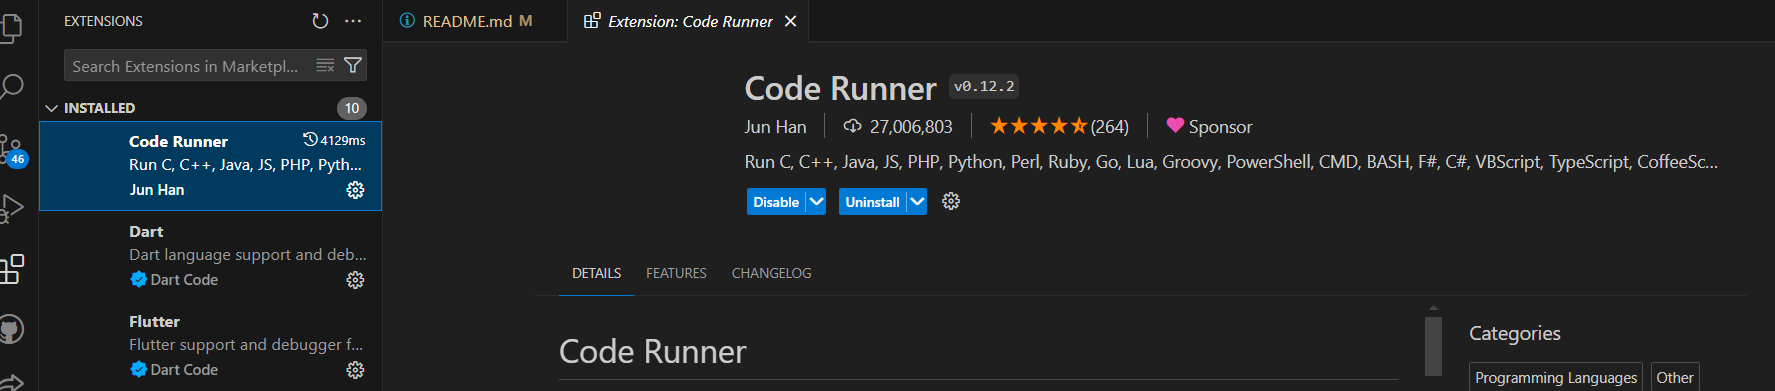 EXTENSIONS
Search Extensions in Marketpl...
INSTALLED 10
Code Runner 4129ms
Run C, C++, Java, JS, PHP, Pyth...
Jun Han
46
Dart
Dart language support and deb...
Dart Code
Flutter
Flutter support and debugger f...
Dart Code
README.md M
Extension: Code Runner
Code Runner v0.12.2
Jun Han 27,006,803 (264) Sponsor
Run C, C++, Java, JS, PHP, Python, Perl, Ruby, Go, Lua, Groovy, PowerShell, CMD, BASH, F#, C#, VBScript, TypeScript, CoffeeSc...
Disable Uninstall
DETAILS FEATURES CHANGELOG
Code Runner
Categories
Programming Languages Other